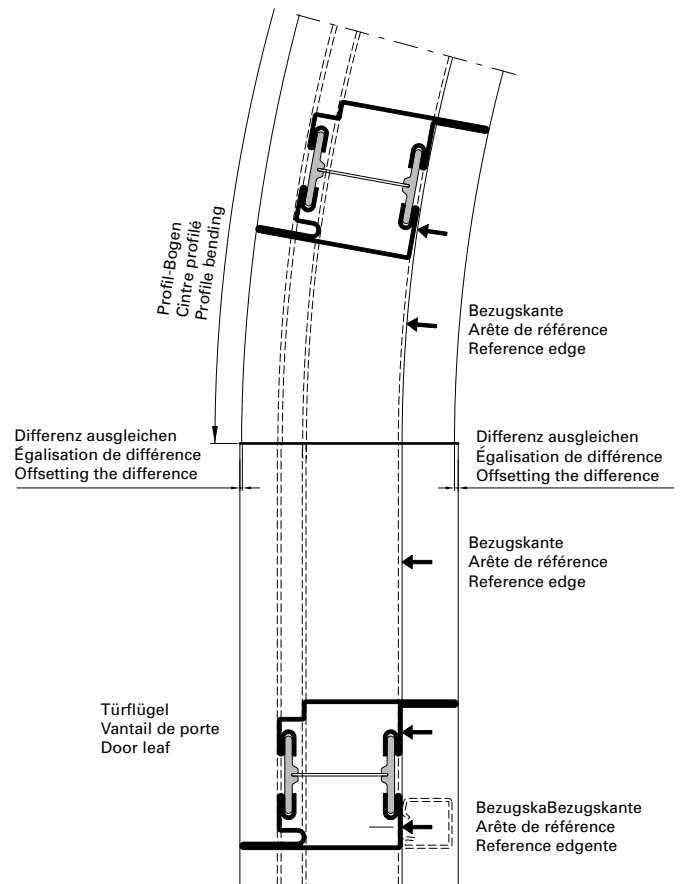 Profil-Bogen
Cintre profilé
Profile bending
Bezugskante
Arête de référence
Reference edge
Differenz ausgleichen
Égalisation de différence
Offsetting the difference
Differenz ausgleichen
Égalisation de différence
Offsetting the difference
Bezugskante
Arête de référence
Reference edge
Türflügel
Vantail de porte
Door leaf
BezugskaBezugskante
Arête de référence
Reference edgente